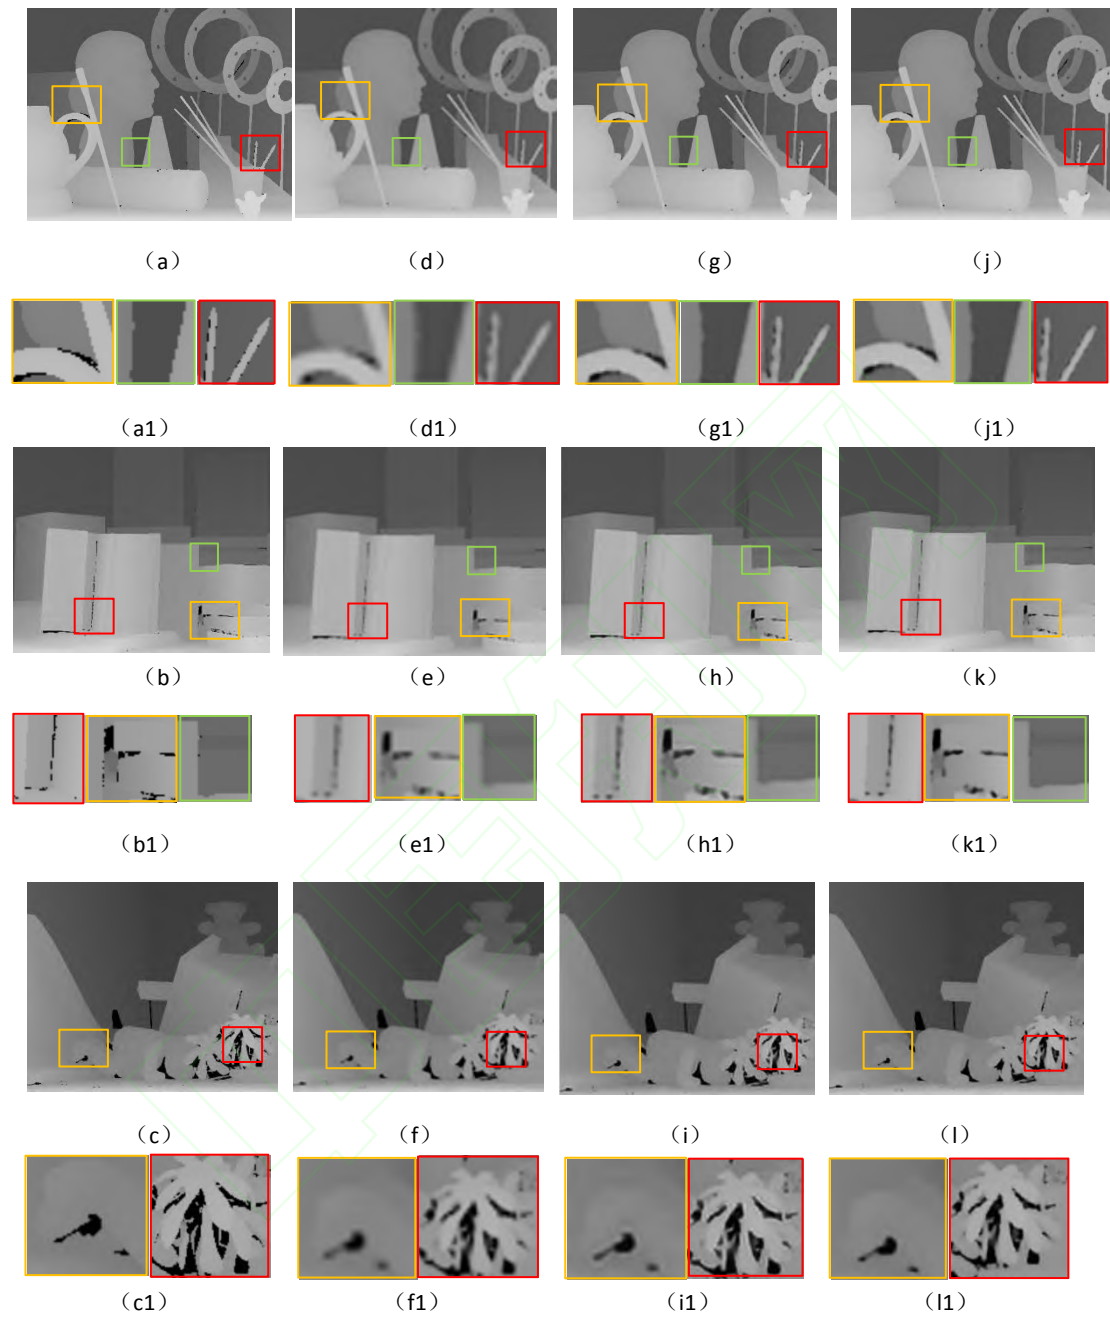 （a） （d） （g） （j）
（a1） （d1） （g1） （j1）
（b） （e） （h） （k）
（b1） （e1） （h1） （k1）
（c） （f） （i） （l）
（c1） （f1） （i1） （l1）